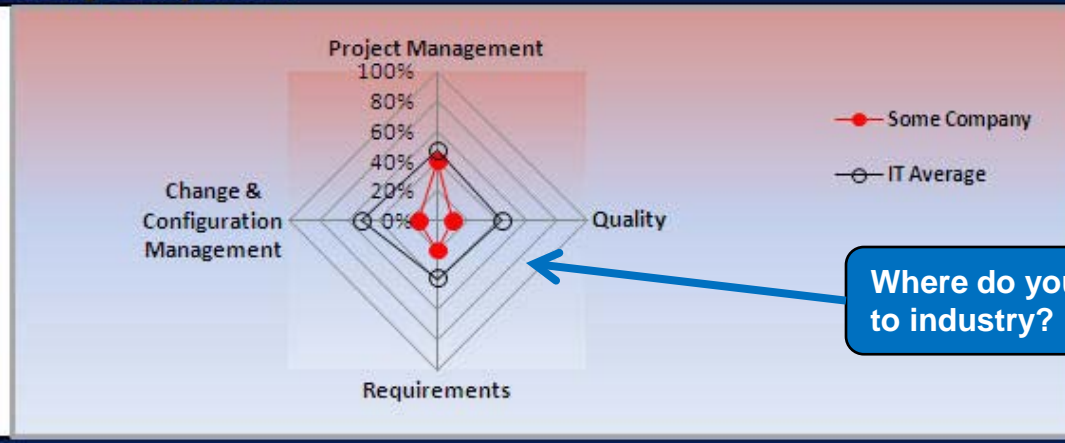 Project Management
100%
80%
60%
40%
20%
0%
Change &
Configuration
Management
Quality
Requirements
Some Company
IT Average
Where do you
to industry?